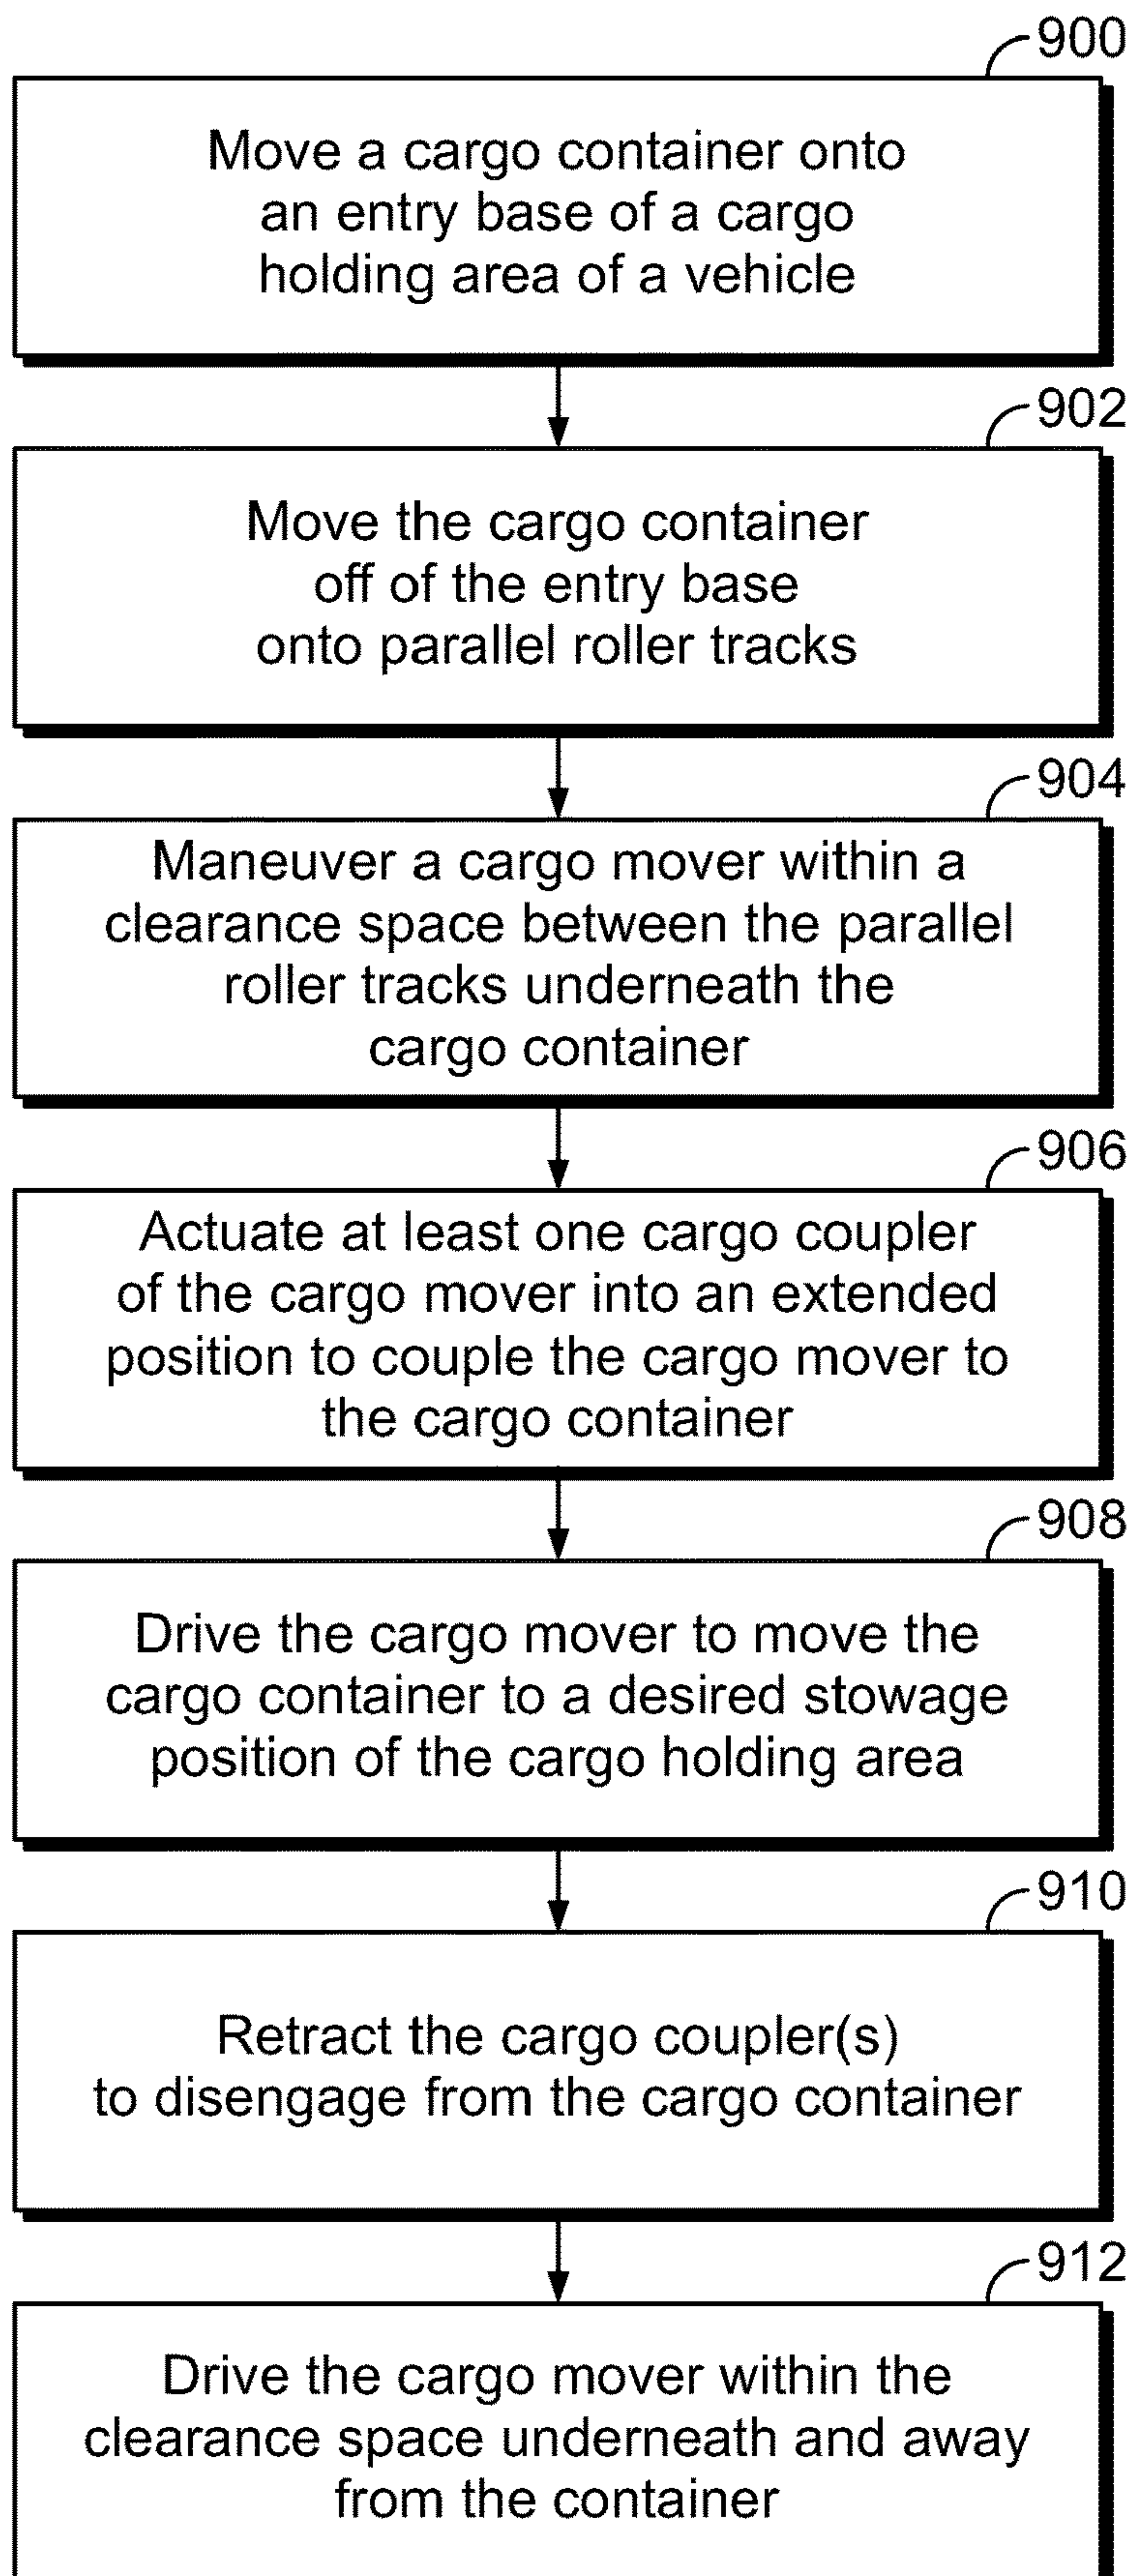 900
Move a cargo container onto
an entry base of a cargo
holding area of a vehicle
902
Move the cargo container
off of the entry base
onto parallel roller tracks
904
Maneuver a cargo mover within a
clearance space between the parallel
roller tracks underneath the
cargo container
906
Actuate at least one cargo coupler
of the cargo mover into an extended
position to couple the cargo mover to
the cargo container
908
Drive the cargo mover to move the
cargo container to a desired stowage
position of the cargo holding area
910
Retract the cargo coupler(s)
to disengage from the cargo container
912
Drive the cargo mover within the
clearance space underneath and away
from the container